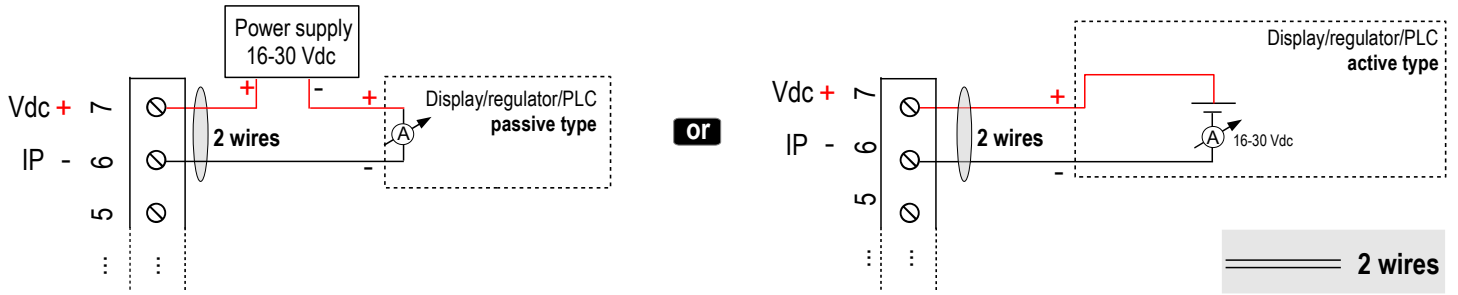 Power supply
16-30 Vdc
+ -
Vdc + 7
+
Display/regulator/PLC
passive type
A
2 wires
IP - 6
-
5
...
...
or
Display/regulator/PLC
active type
Vdc + 7
+
2 wires
A
16-30 Vdc
IP - 6
-
5
...
...
2 wires